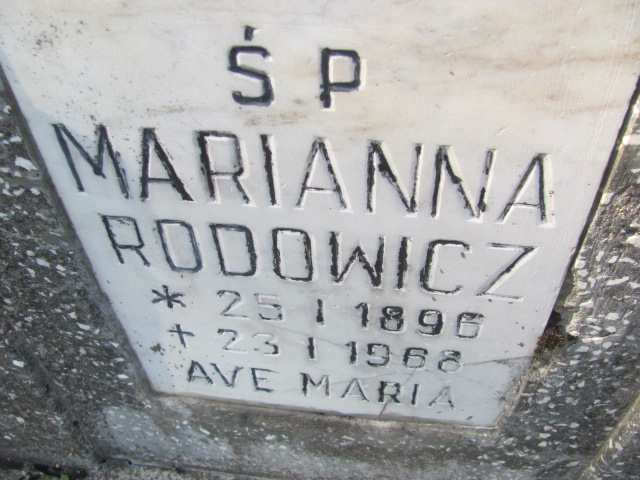 ŚP
MARIANNA
RODOWICZ
* 25 I 1896
+ 23 I 1968
AVE MARIA